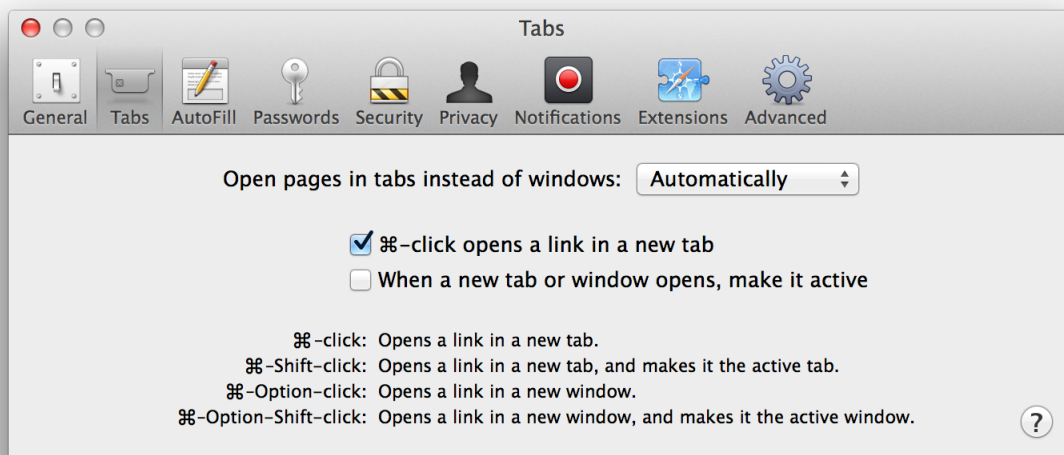 Tabs
General Tabs AutoFill Passwords Security Privacy Notifications Extensions Advanced
Open pages in tabs instead of windows: Automatically
⌘-click opens a link in a new tab
When a new tab or window opens, make it active
⌘-click: Opens a link in a new tab.
⌘-Shift-click: Opens a link in a new tab, and makes it the active tab.
⌘-Option-click: Opens a link in a new window.
⌘-Option-Shift-click: Opens a link in a new window, and makes it the active window.
?